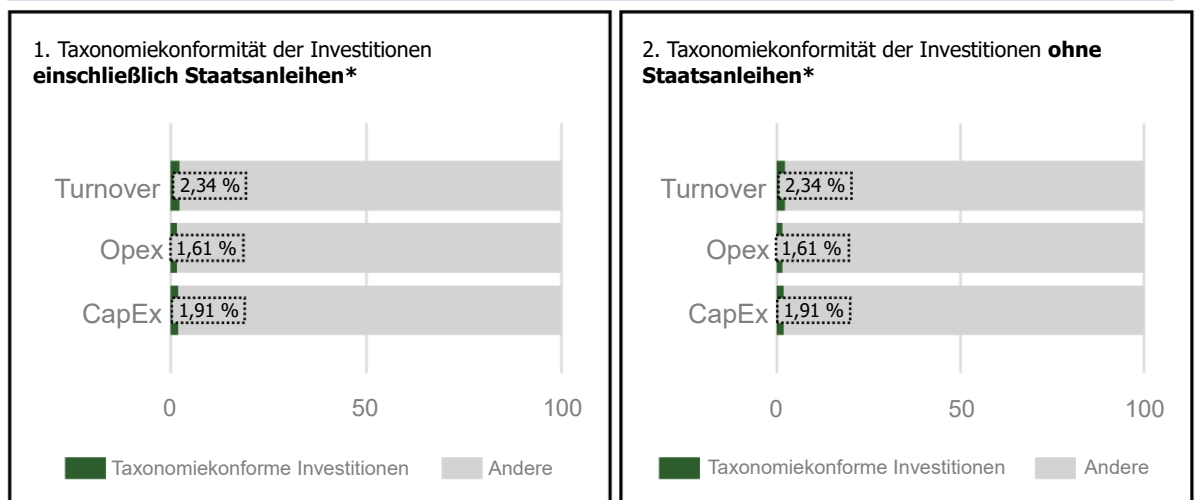 1. Taxonomiekonformität der Investitionen
einschließlich Staatsanleihen*
Turnover
2,34 %
Opex
1,61 %
CapEx
1,91 %
0
50
100
Taxonomiekonforme Investitionen
Andere
2. Taxonomiekonformität der Investitionen ohne
Staatsanleihen*
Turnover
2,34 %
Opex
1,61 %
CapEx
1,91 %
0
50
100
Taxonomiekonforme Investitionen
Andere